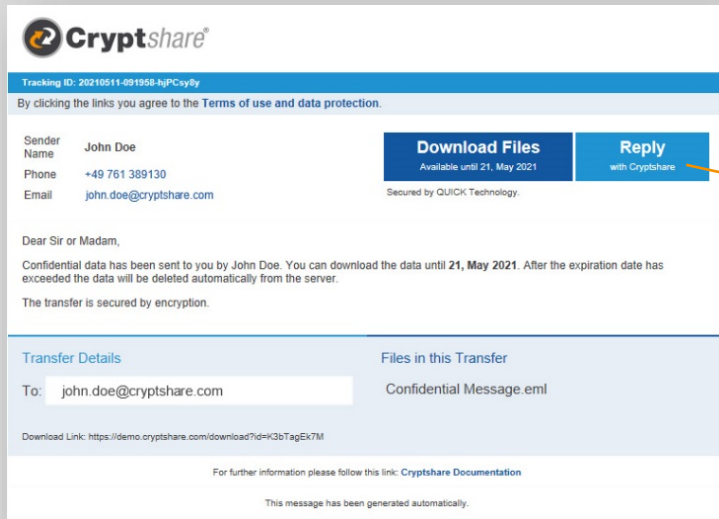 Cryptshare®
Tracking ID: 20210511-091958-hjPCsy8y
By clicking the links you agree to the Terms of use and data protection.
Sender Name John Doe
Phone +49 761 389130
Email john.doe@cryptshare.com
Download Files
Available until 21, May 2021
Reply
with Cryptshare
Secured by QUICK Technology.
Dear Sir or Madam,
Confidential data has been sent to you by John Doe. You can download the data until 21, May 2021. After the expiration date has
exceeded the data will be deleted automatically from the server.
The transfer is secured by encryption.
Transfer Details
To: john.doe@cryptshare.com
Files in this Transfer
Confidential Message.eml
Download Link: https://demo.cryptshare.com/download?id=K3bTagEk7M
For further information please follow this link: Cryptshare Documentation
This message has been generated automatically.